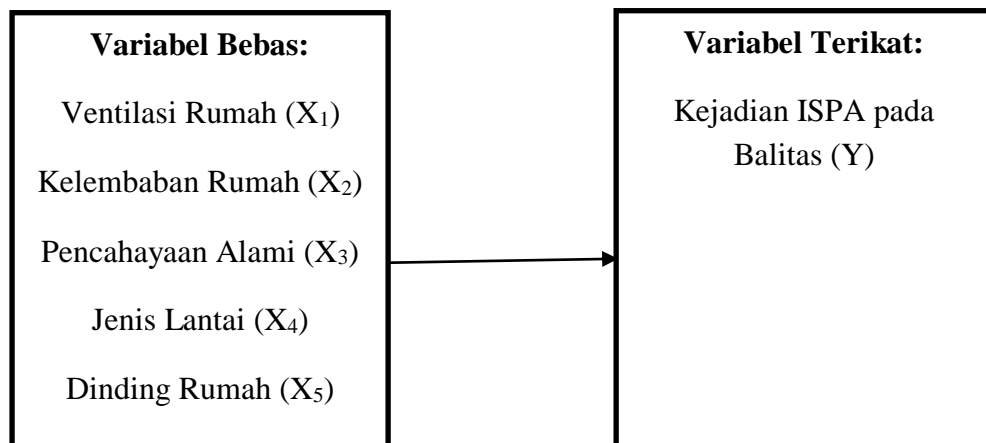 Variabel Bebas:
Ventilasi Rumah (X₁)
Kelembaban Rumah (X₂)
Pencahayaan Alami (X₃)
Jenis Lantai (X₄)
Dinding Rumah (X₅)
Variabel Terikat:
Kejadian ISPA pada
Balitas (Y)